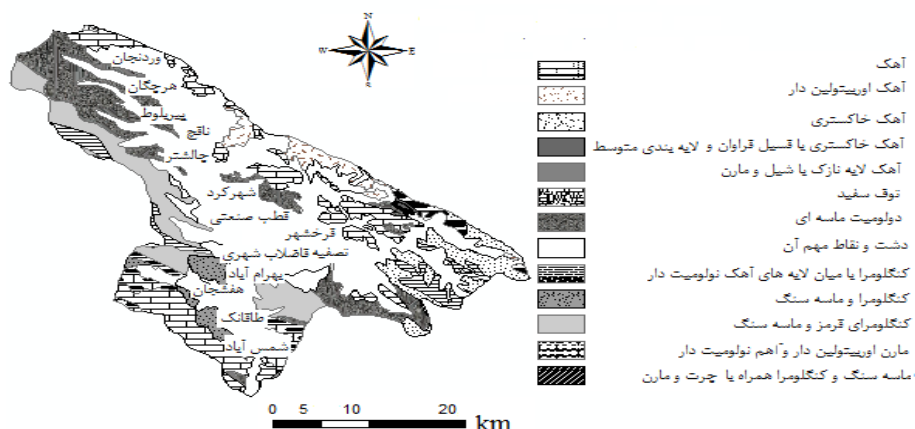 N
W E
R
وردنجان
هرچگان
پیربلوط
ناقچ
چالشتر
شهرکرد
قطب صنعتی
فرخشهر
تصفیه فاضلاب شهری
بهرام آباد
هفشجان
طاقانک
شمس آباد
آهک
آهک اورپیتولین دار
آهک خاکستری
آهک خاکستری با فسیل فراوان و لایه بندی متوسط
آهک لایه نازک با شیل و مارن
توف سفید
دولومیت ماسه ای
دشت و نقاط مهم آن
کنگلومرا با میان لایه های آهک نولومیت دار
کنگلومرا و ماسه سنگ
کنگلومرای قرمز و ماسه سنگ
مارن اورپیتولین دار و آهم نولومیت دار
ماسه سنگ و کنگلومرا همراه با چرت و مارن
0 5 10 20
km